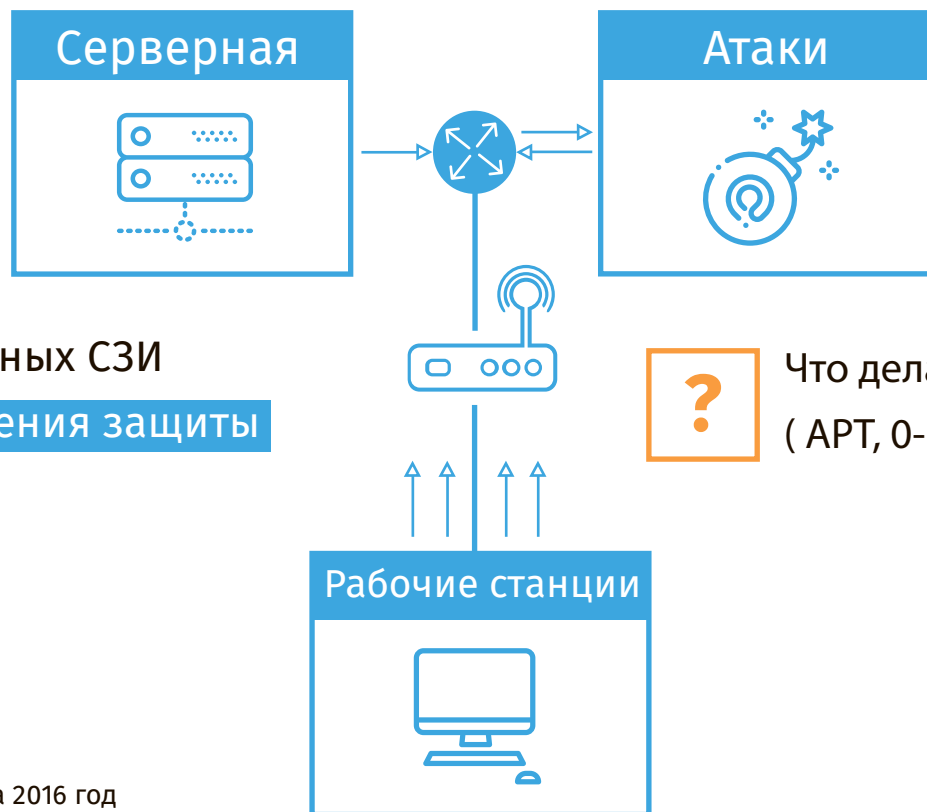 Серверная
Атаки
ных СЗИ
ения защиты
?
Что дела
( APT, 0-
Рабочие станции
а 2016 год